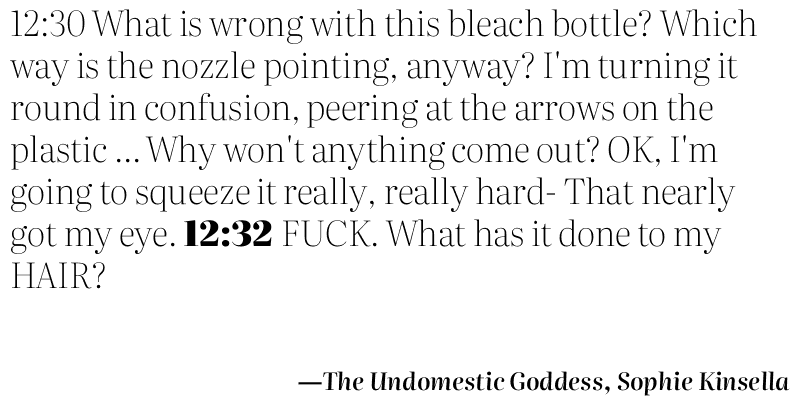 12:30 What is wrong with this bleach bottle? Which
way is the nozzle pointing, anyway? I'm turning it
round in confusion, peering at the arrows on the
plastic ... Why won't anything come out? OK, I'm
going to squeeze it really, really hard- That nearly
got my eye. 12:32 FUCK. What has it done to my
HAIR?
—The Undomestic Goddess, Sophie Kinsella